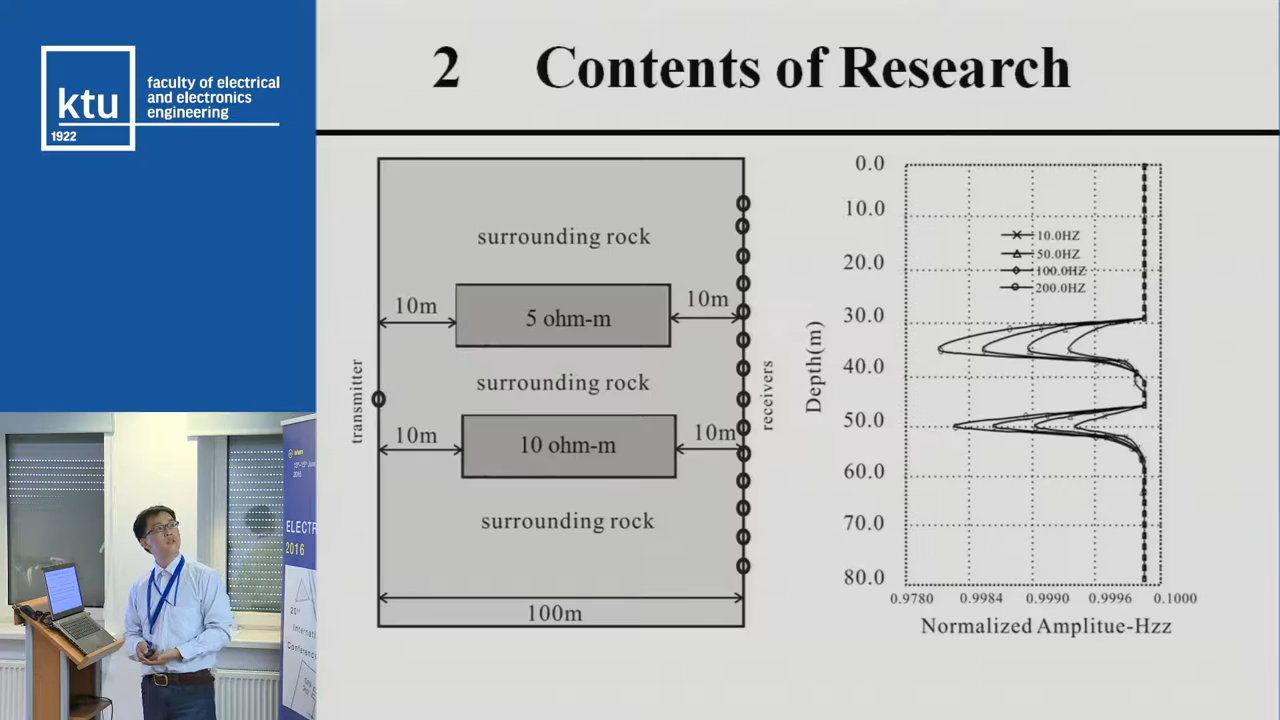 ktu
1922
faculty of electrical
and electronics
engineering
2 Contents of Research
surrounding rock
10m
5 ohm-m
10m
surrounding rock
transmitter
receivers
10m
10 ohm-m
10m
surrounding rock
100m
0.0
10.0
20.0
30.0
40.0
50.0
60.0
70.0
80.0
Depth(m)
10.0HZ
50.0HZ
100.0HZ
200.0HZ
0.9780
0.9984
0.9990
0.9996
0.1000
Normalized Amplitue-Hzz
ELECTR
2016
20th
Internati
Conferenc